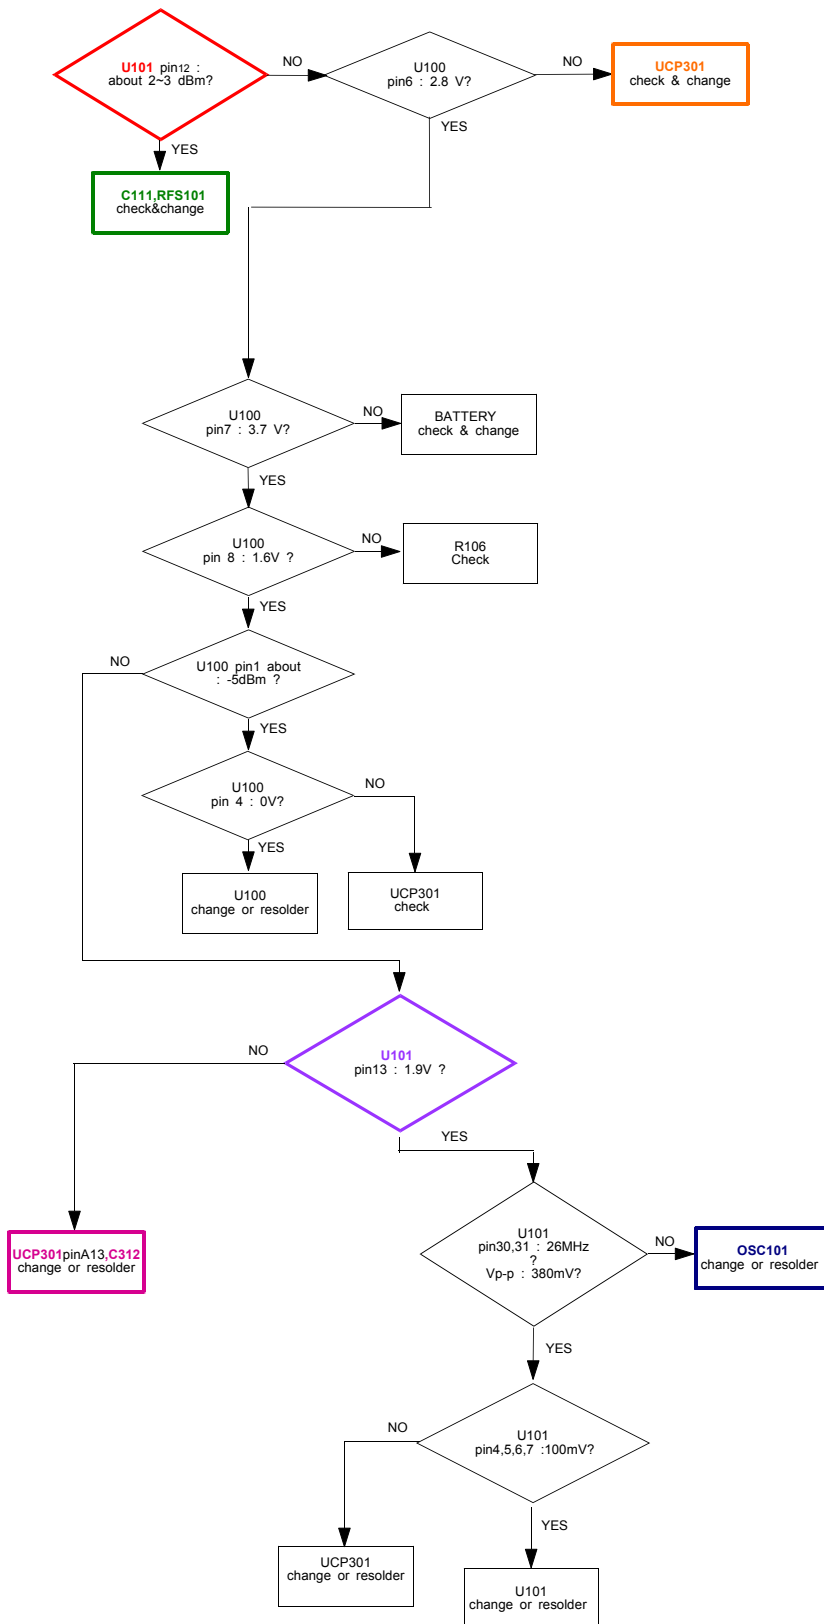 U101 pin12 :
about 2~3 dBm?
NO
U100
pin6 : 2.8 V?
NO
UCP301
check & change
YES
YES
C111,RFS101
check&change
U100
pin7 : 3.7 V?
NO
BATTERY
check & change
YES
U100
pin 8 : 1.6V ?
NO
R106
Check
YES
NO
U100 pin1 about
: -5dBm ?
YES
U100
pin 4 : 0V?
NO
YES
U100
change or resolder
UCP301
check
U101
pin13 : 1.9V ?
NO
YES
UCP301pinA13,C312
change or resolder
U101
pin30,31 : 26MHz
?
Vp-p : 380mV?
NO
OSC101
change or resolder
YES
NO
U101
pin4,5,6,7 :100mV?
YES
UCP301
change or resolder
U101
change or resolder